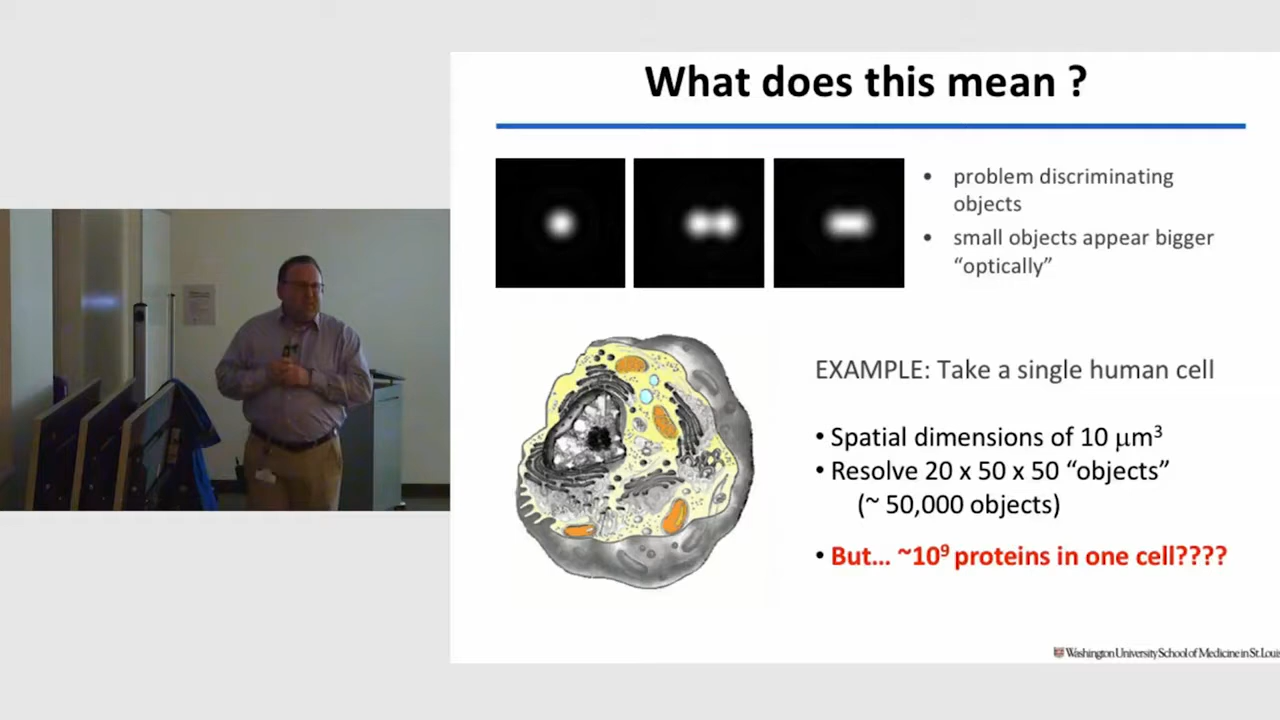 What does this mean ?
• problem discriminating
objects
• small objects appear bigger
“optically”
EXAMPLE: Take a single human cell
• Spatial dimensions of 10 μm³
• Resolve 20 x 50 x 50 “objects”
(~ 50,000 objects)
• But... ~10⁹ proteins in one cell????
Washington University School of Medicine in St. Louis